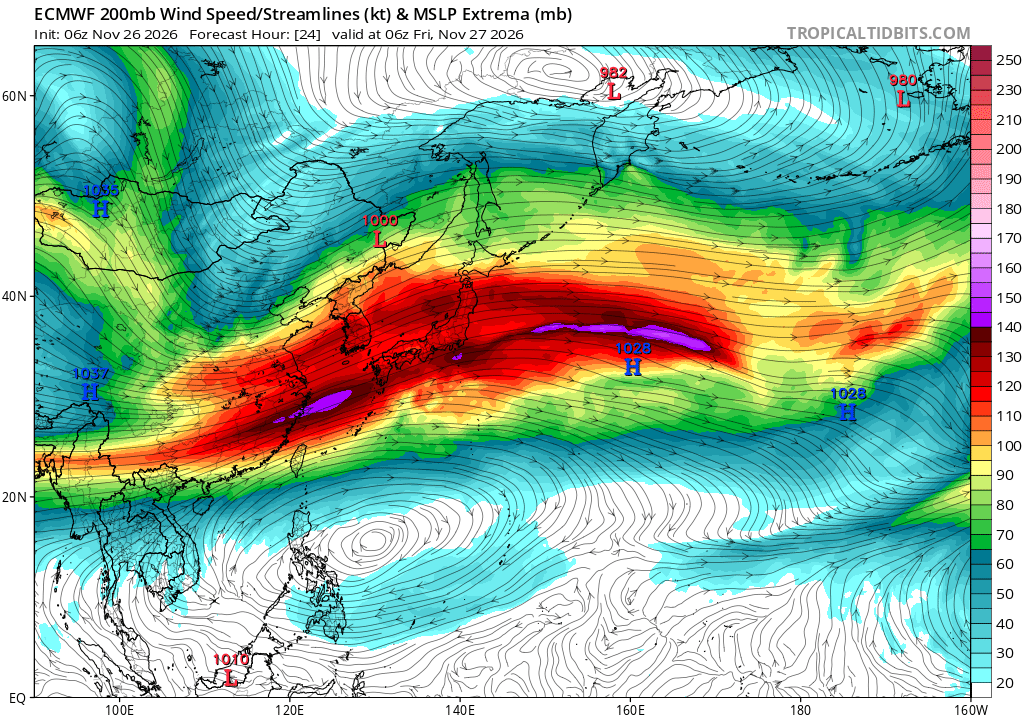 ECMWF 200mb Wind Speed/Streamlines (kt) & MSLP Extrema (mb)
Init: 06z Nov 26 2026 Forecast Hour: [24] valid at 06z Fri, Nov 27 2026
TROPICALTIDBITS.COM
60N
40N
20N
EQ
100E
120E
140E
160E
180
160W
982
L
980
L
1035
H
1000
L
1037
H
1028
H
1028
H
1010
L
250
230
210
200
190
180
170
160
150
140
130
120
110
100
90
80
70
60
50
40
30
20